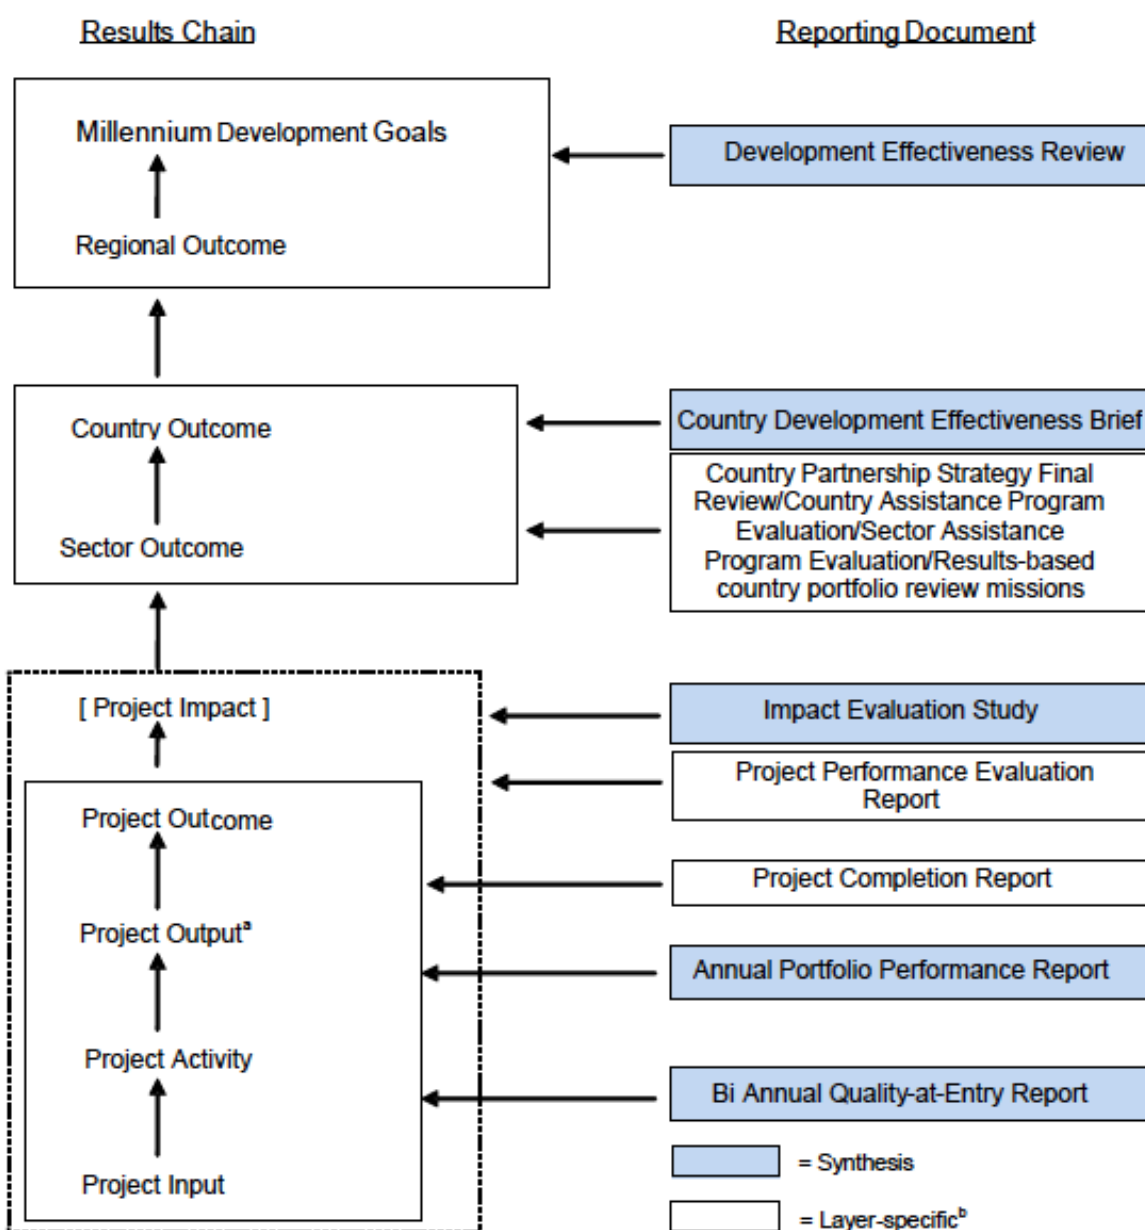 Results Chain
Reporting Document
Millennium Development Goals
Development Effectiveness Review
Regional Outcome
Country Outcome
Country Development Effectiveness Brief
Country Partnership Strategy Final
Review/Country Assistance Program
Evaluation/Sector Assistance
Program Evaluation/Results-based
country portfolio review missions
Sector Outcome
[ Project Impact ]
Impact Evaluation Study
Project Performance Evaluation
Report
Project Outcome
Project Completion Report
Project Outputᵃ
Annual Portfolio Performance Report
Project Activity
Bi Annual Quality-at-Entry Report
Project Input
= Synthesis
= Layer-specificᵇ